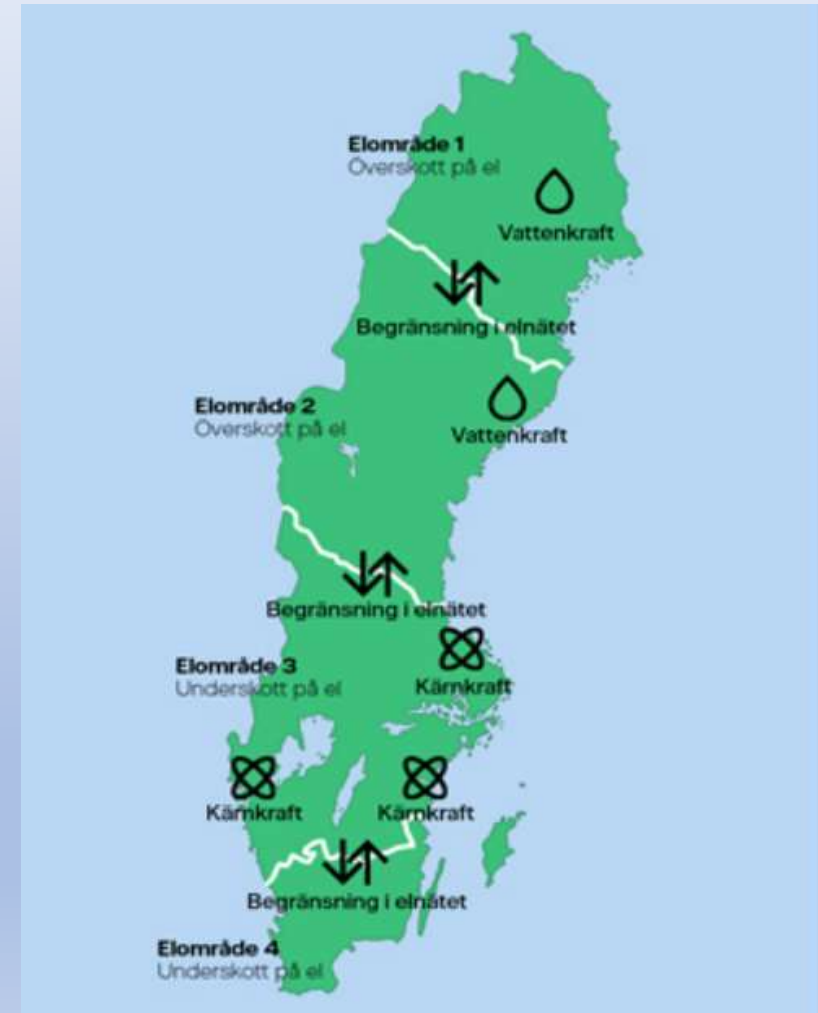 Elområde 1
Överskott på el
Vattenkraft
Begränsning i elnätet
Elområde 2
Överskott på el
Vattenkraft
Begränsning i elnätet
Elområde 3
Underskott på el
Kärnkraft
Kärnkraft
Kärnkraft
Begränsning i elnätet
Elområde 4
Underskott på el